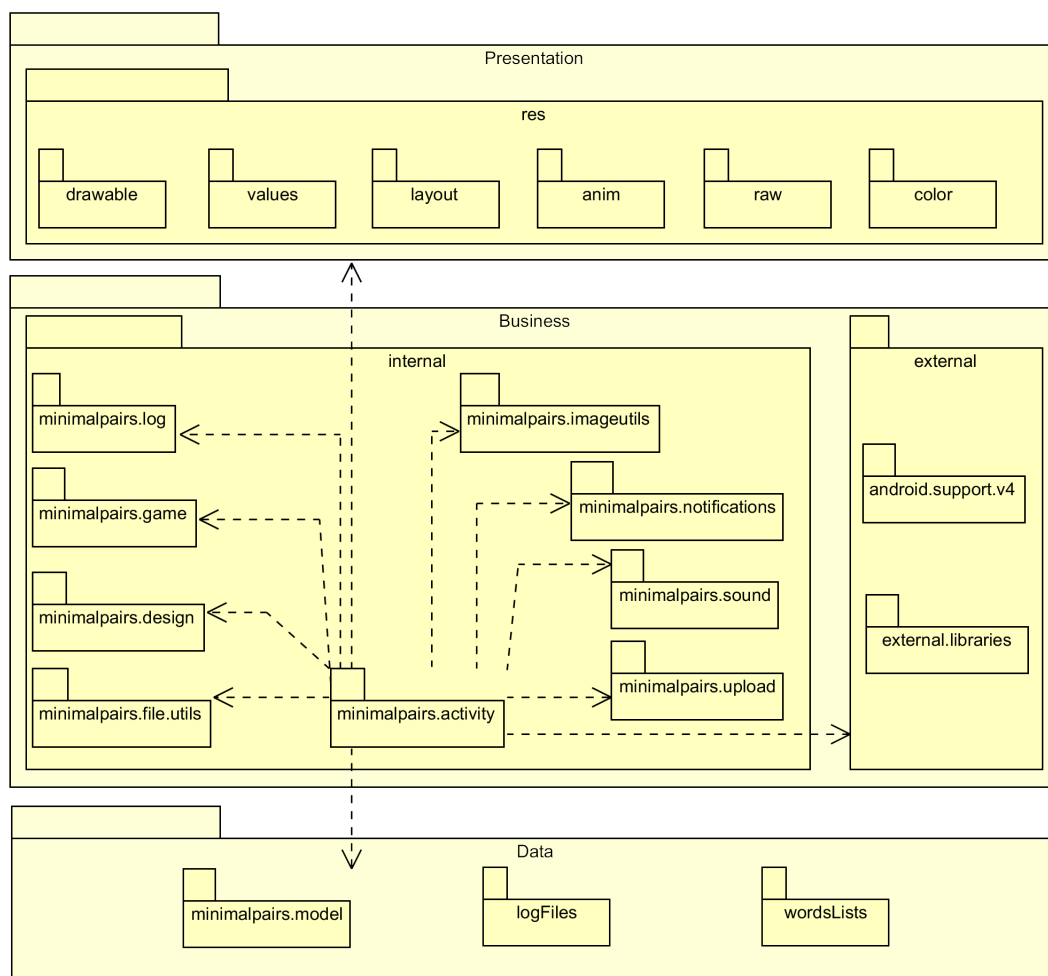 Presentation
res
drawable
values
layout
anim
raw
color
Business
internal
external
minimalpairs.log
minimalpairs.imageutils
android.support.v4
minimalpairs.game
minimalpairs.notifications
minimalpairs.design
minimalpairs.sound
external.libraries
minimalpairs.file.utils
minimalpairs.activity
minimalpairs.upload
Data
minimalpairs.model
logFiles
wordsLists